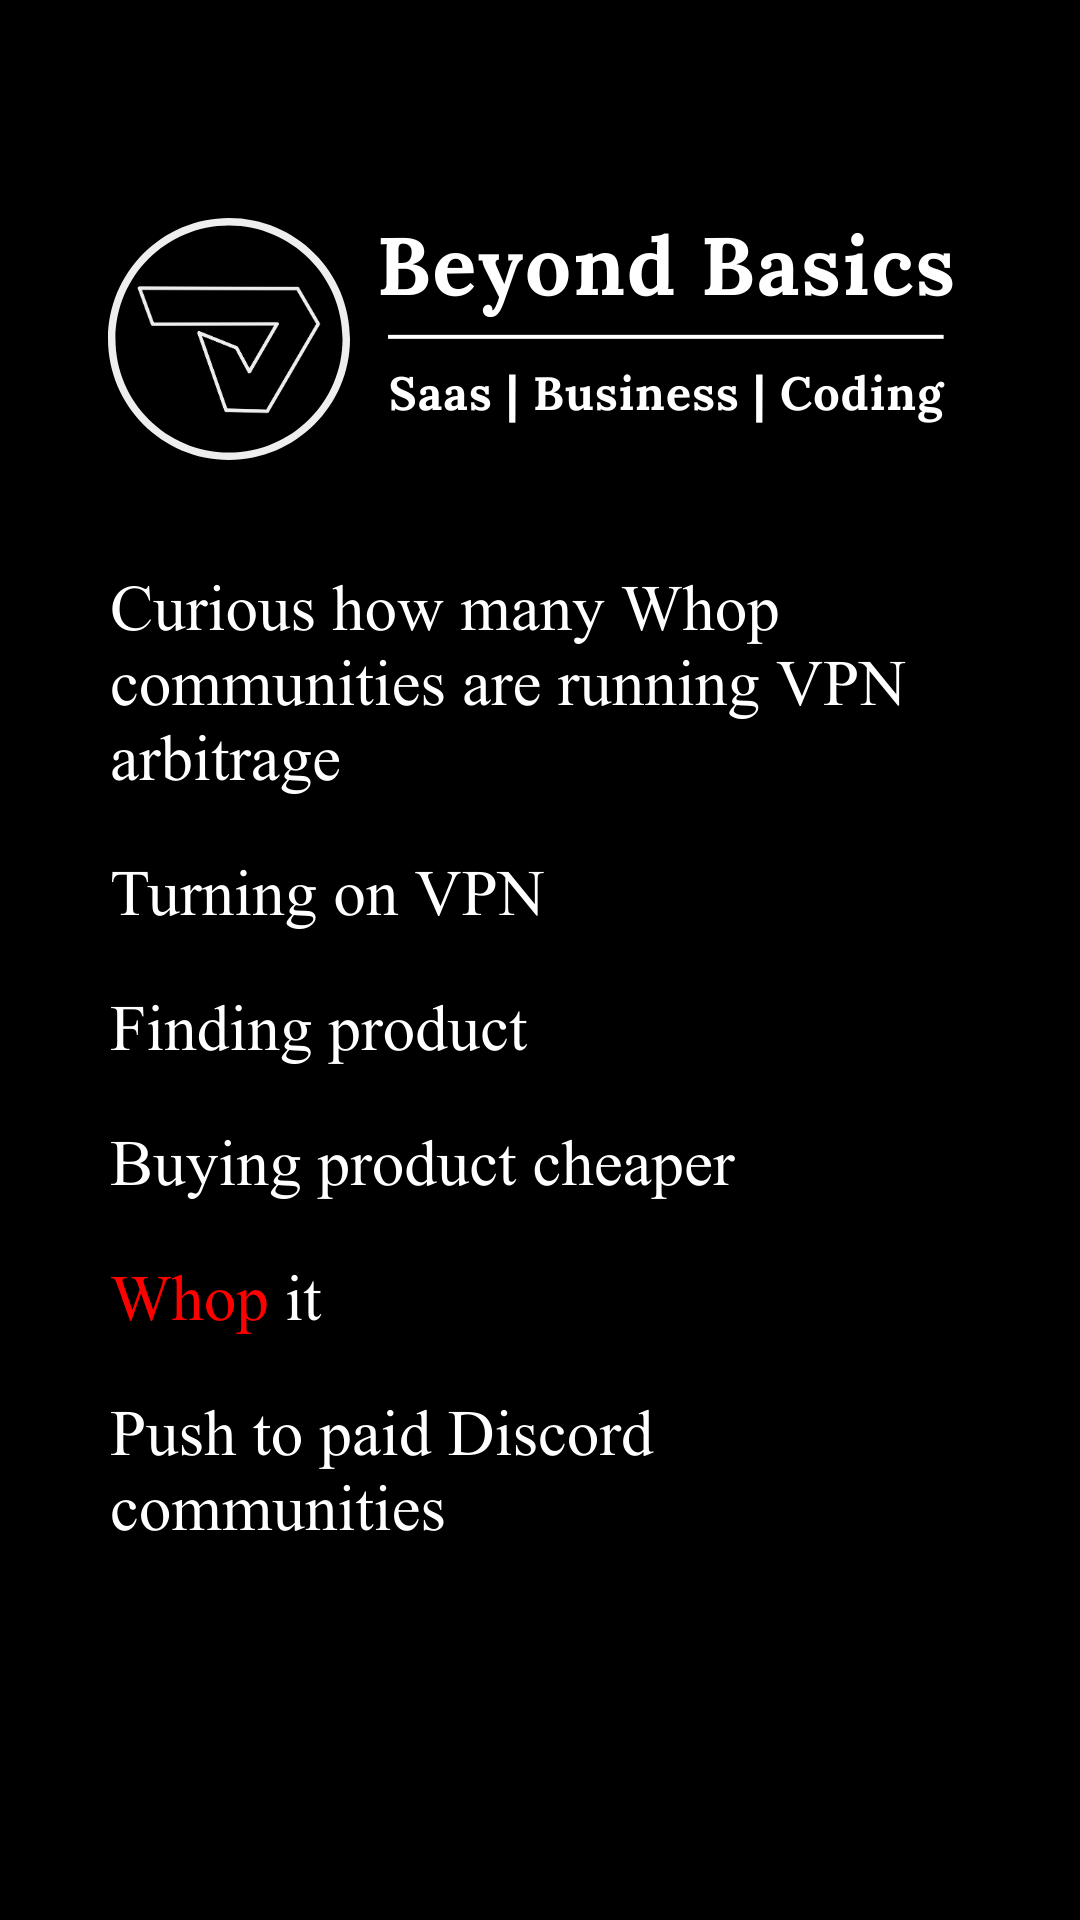 Beyond Basics
Saas | Business | Coding
Curious how many Whop
communities are running VPN
arbitrage
Turning on VPN
Finding product
Buying product cheaper
Whop it
Push to paid Discord
communities